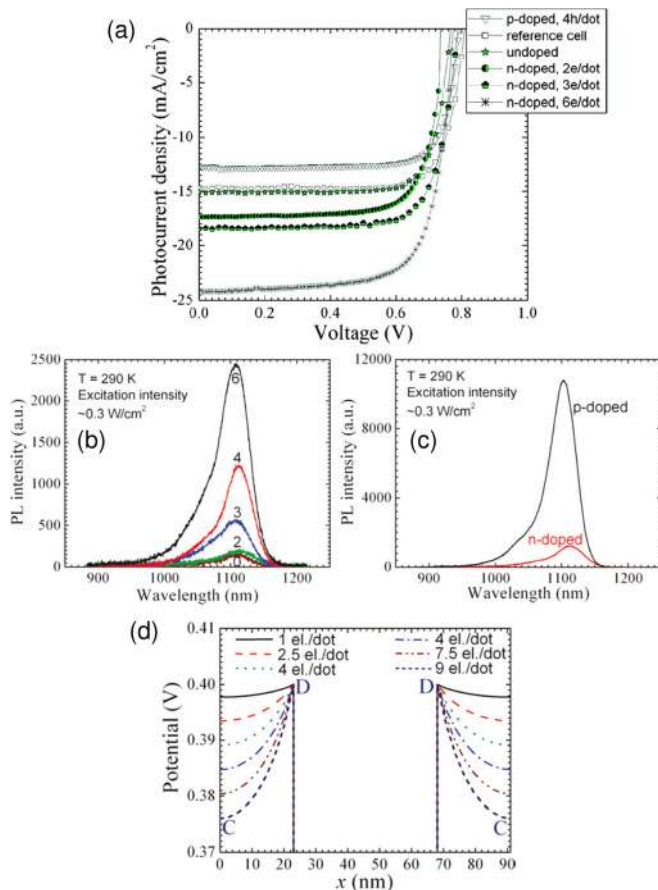 (a)
p-doped, 4h/dot
reference cell
undoped
n-doped, 2e/dot
n-doped, 3e/dot
n-doped, 6e/dot
Photocurrent density (mA/cm²)
0
-5
-10
-15
-20
-25
0.0 0.2 0.4 0.6 0.8 1.0
Voltage (V)
(b)
T = 290 K
Excitation intensity
~0.3 W/cm²
PL intensity (a.u.)
2500
2000
1500
1000
500
0
6
4
3
2
0
900 1000 1100 1200
Wavelength (nm)
(c)
T = 290 K
Excitation intensity
~0.3 W/cm²
PL intensity (a.u.)
12000
8000
4000
0
p-doped
n-doped
900 1000 1100 1200
Wavelength (nm)
(d)
1 el./dot
2.5 el./dot
4 el./dot
4 el./dot
7.5 el./dot
9 el./dot
Potential (V)
0.41
0.40
0.39
0.38
0.37
D
D
C
C
0 10 20 30 40 50 60 70 80 90
x (nm)